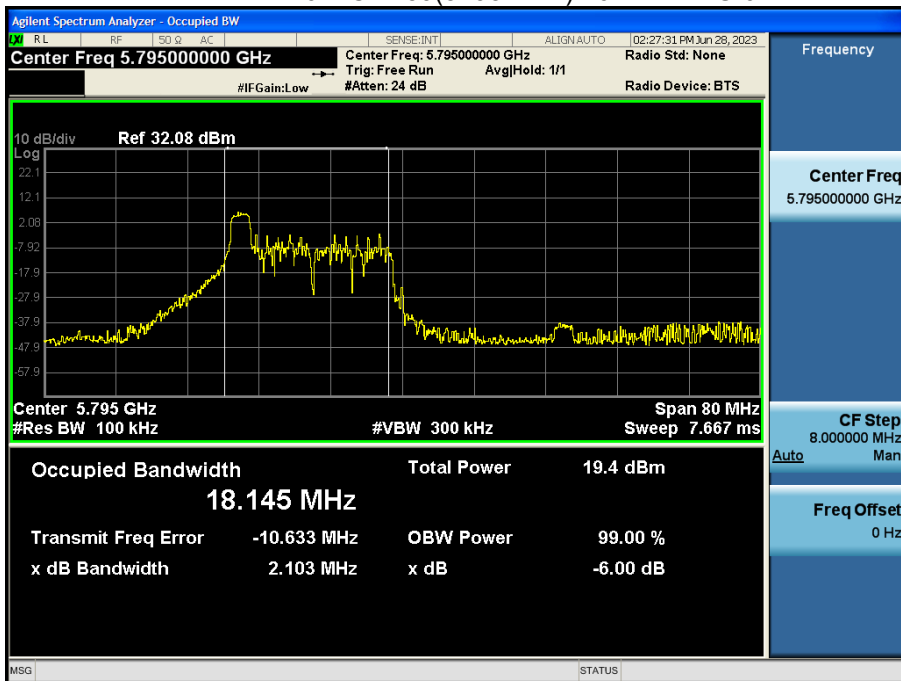 Agilent Spectrum Analyzer - Occupied BW
LXI RL RF 50 Ω AC SENSE:INT ALIGN AUTO 02:27:31 PM Jun 28, 2023
Center Freq 5.795000000 GHz
Center Freq: 5.795000000 GHz
Radio Std: None
Trig: Free Run Avg|Hold: 1/1
#IFGain:Low #Atten: 24 dB Radio Device: BTS
10 dB/div Ref 32.08 dBm
Log
22.1
12.1
2.08
-7.92
-17.9
-27.9
-37.9
-47.9
-57.9
Center 5.795 GHz Span 80 MHz
#Res BW 100 kHz #VBW 300 kHz Sweep 7.667 ms
Occupied Bandwidth Total Power 19.4 dBm
18.145 MHz
Transmit Freq Error -10.633 MHz OBW Power 99.00 %
x dB Bandwidth 2.103 MHz x dB -6.00 dB
MSG STATUS
Frequency
Center Freq
5.795000000 GHz
CF Step
8.000000 MHz
Auto Man
Freq Offset
0 Hz